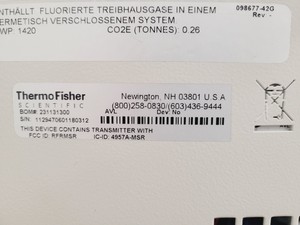 ENTHÄLT FLUORIERTE TREIBHAUSGASE IN EINEM
HERMETISCH VERSCHLOSSENEM SYSTEM
GWP: 1420 CO2E (TONNES): 0.26
098677-42G
Rev -
ThermoFisher
SCIENTIFIC
Newington, NH 03801 U.S.A
(800)258-0830/(603)436-9444
BOM#: 231131300 AVL Dev: No
S/N: 1129470601180312
THIS DEVICE CONTAINS TRANSMITTER WITH
FCC ID: RFRMSR IC-ID: 4957A-MSR